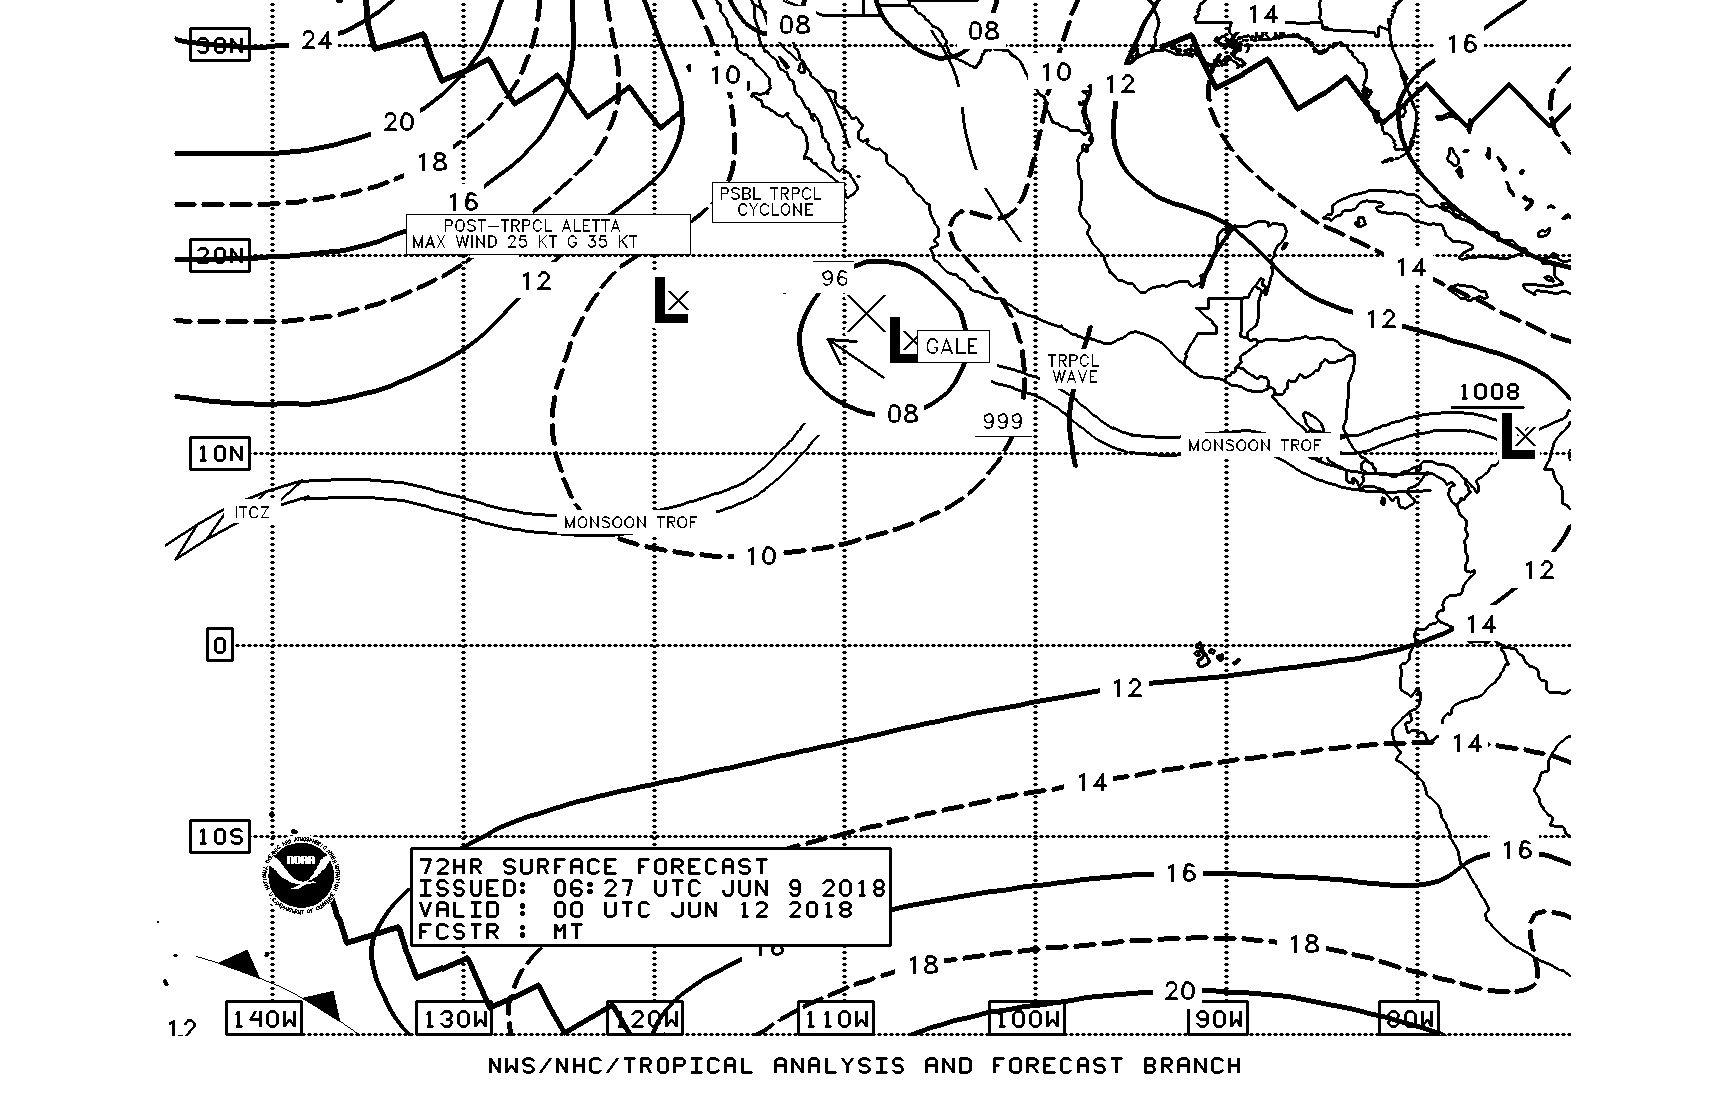 08
08
14
30N
24
16
10
10
12
20
18
16
PSBL TRPCL
CYCLONE
POST-TRPCL ALETTA
MAX WIND 25 KT G 35 KT
20N
14
12
96
L
12
L
GALE
TRPCL
WAVE
1008
08
999
L
10N
MONSOON TROF
ITCZ
MONSOON TROF
10
12
0
14
12
14
14
10S
NOAA
16
72HR SURFACE FORECAST
ISSUED: 06:27 UTC JUN 9 2018
VALID : 00 UTC JUN 12 2018
FCSTR : MT
16
18
18
20
12
140W
130W
120W
110W
100W
90W
80W
NWS/NHC/TROPICAL ANALYSIS AND FORECAST BRANCH